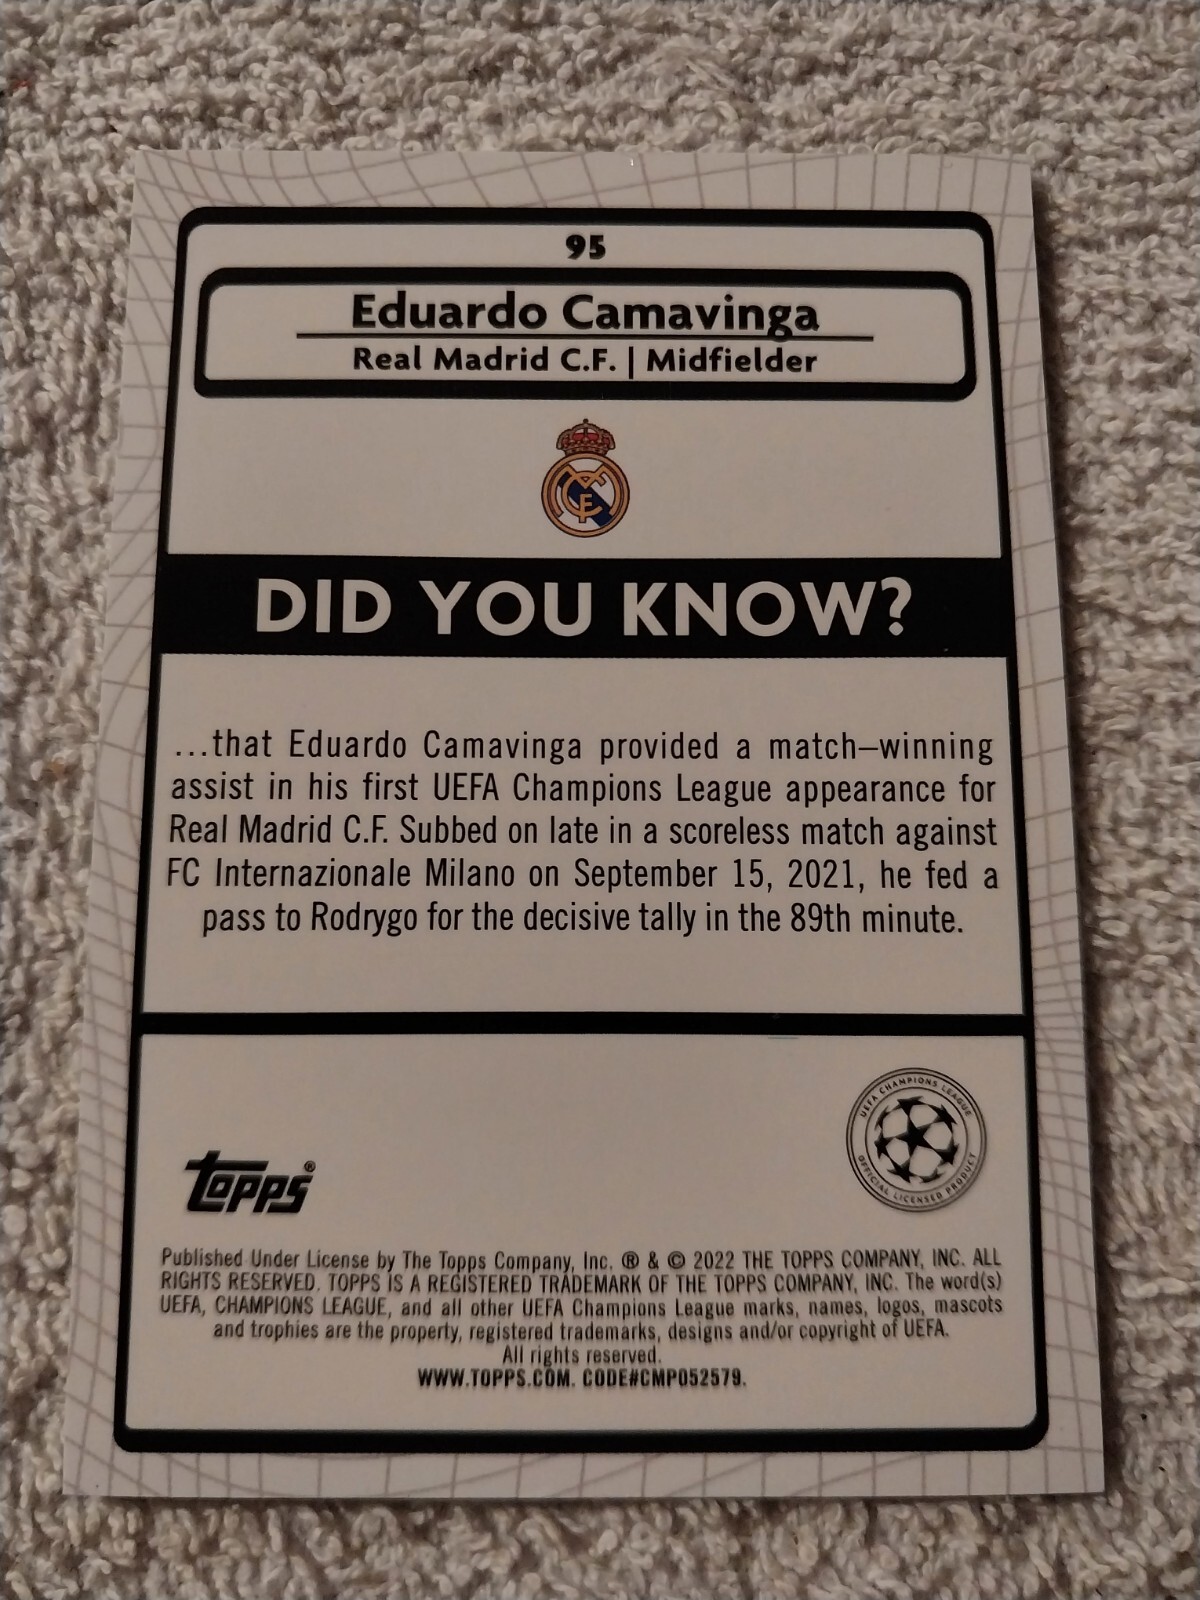 95
Eduardo Camavinga
Real Madrid C.F. | Midfielder
DID YOU KNOW?
...that Eduardo Camavinga provided a match–winning
assist in his first UEFA Champions League appearance for
Real Madrid C.F. Subbed on late in a scoreless match against
FC Internazionale Milano on September 15, 2021, he fed a
pass to Rodrygo for the decisive tally in the 89th minute.
UEFA CHAMPIONS LEAGUE
OFFICIAL LICENSED PRODUCT
topps®
Published Under License by The Topps Company, Inc. ® & © 2022 THE TOPPS COMPANY, INC. ALL
RIGHTS RESERVED. TOPPS IS A REGISTERED TRADEMARK OF THE TOPPS COMPANY, INC. The word(s)
UEFA, CHAMPIONS LEAGUE, and all other UEFA Champions League marks, names, logos, mascots
and trophies are the property, registered trademarks, designs and/or copyright of UEFA.
All rights reserved.
WWW.TOPPS.COM. CODE#CMP052579.